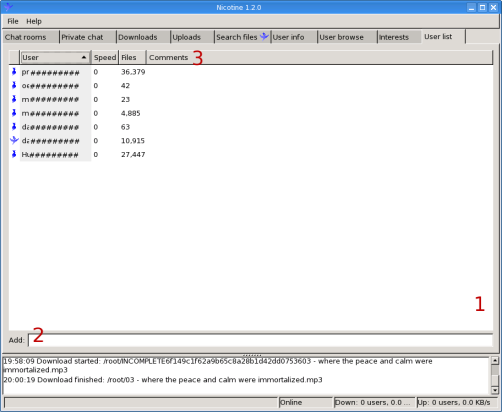 Nicotine 1.2.0
File Help
Chat rooms Private chat Downloads Uploads Search files User info User browse Interests User list
User Speed Files Comments 3
pr######### 0 36,379
######### 0 42
m######### 0 23
m######### 0 4,885
######### 0 63
######### 0 10,915
######### 0 27,447
1
2
Add:
19:58:09 Download started: /root/INCOMPLETE6f149c1f62a9b65c8a28b1d42dd0753603 - where the peace and calm were
immortalized.mp3
20:00:19 Download finished: /root/03 - where the peace and calm were immortalized.mp3
Online Down: 0 users, 0.0 ... Up: 0 users, 0.0 KB/s